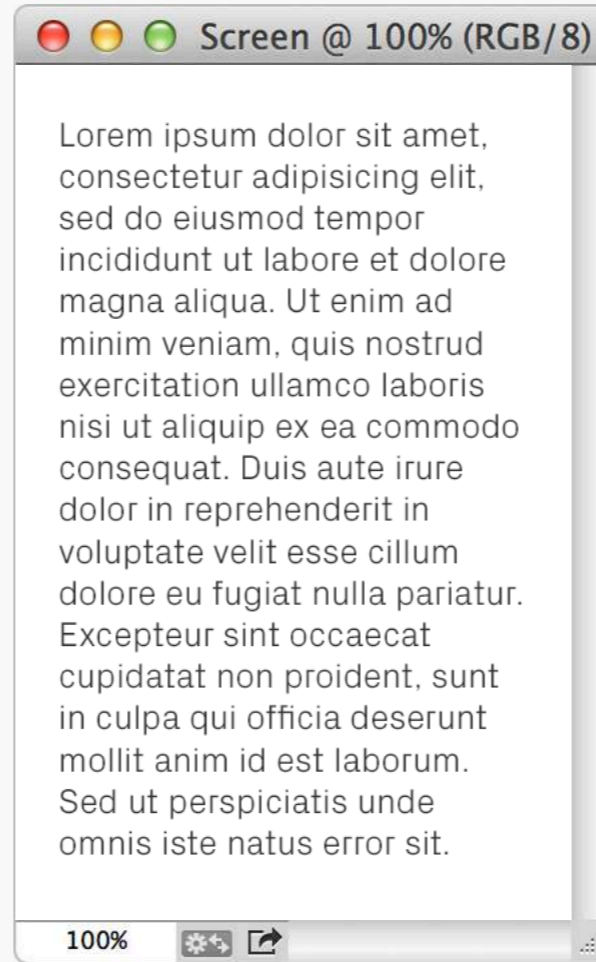 Screen @ 100% (RGB/8)
Lorem ipsum dolor sit amet,
consectetur adipisicing elit,
sed do eiusmod tempor
incididunt ut labore et dolore
magna aliqua. Ut enim ad
minim veniam, quis nostrud
exercitation ullamco laboris
nisi ut aliquip ex ea commodo
consequat. Duis aute irure
dolor in reprehenderit in
voluptate velit esse cillum
dolore eu fugiat nulla pariatur.
Excepteur sint occaecat
cupidatat non proident, sunt
in culpa qui officia deserunt
mollit anim id est laborum.
Sed ut perspiciatis unde
omnis iste natus error sit.
100%